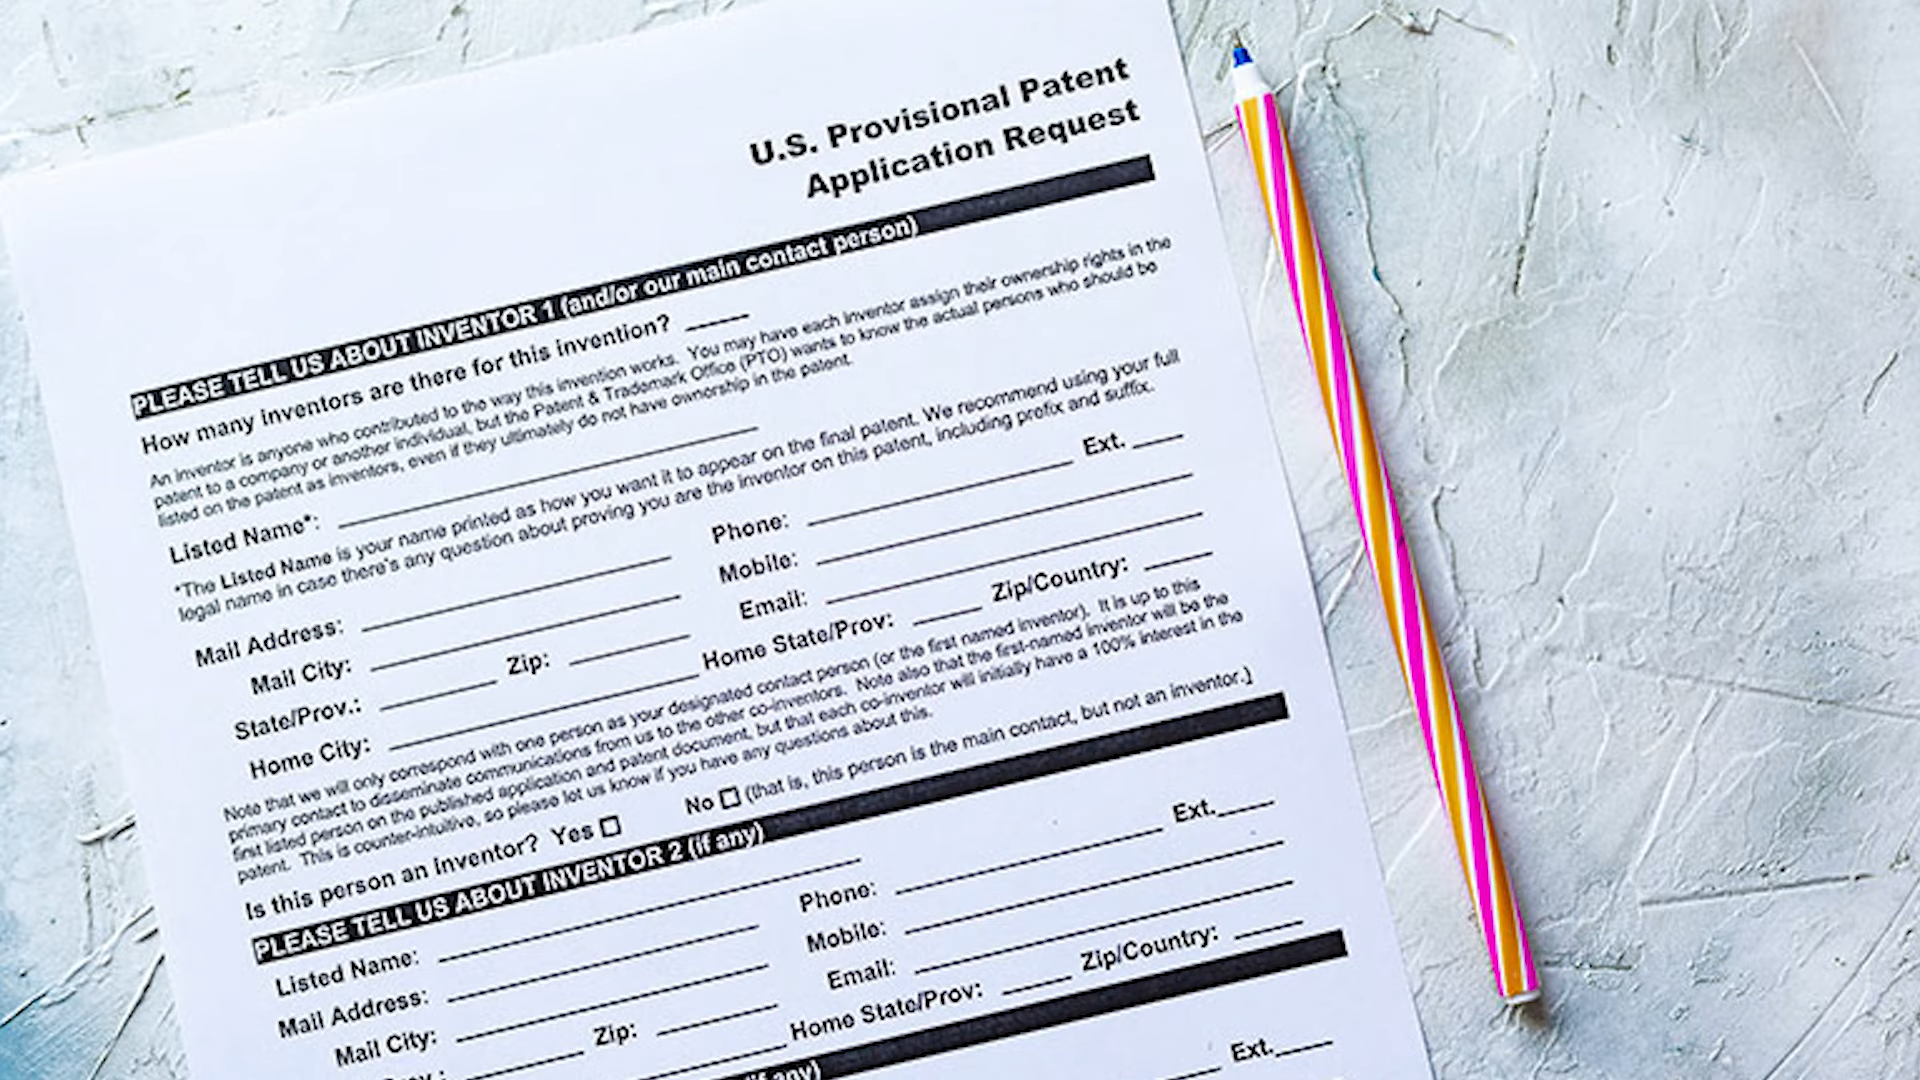 U.S. Provisional Patent
Application Request
PLEASE TELL US ABOUT INVENTOR 1 (and/or our main contact person)
How many inventors are there for this invention?
An inventor is anyone who contributed to the way this invention works. You may have each inventor assign their ownership rights in the
patent to a company or another individual, but the Patent & Trademark Office (PTO) wants to know the actual persons who should be
listed on the patent as inventors, even if they ultimately do not have ownership in the patent.
Listed Name*:
*The Listed Name is your name printed as how you want it to appear on the final patent. We recommend using your full
legal name in case there's any question about proving you are the inventor on this patent, including prefix and suffix.
Mail Address: Phone: Ext.
Mail City: Mobile:
State/Prov.: Zip: Email:
Home City: Home State/Prov: Zip/Country:
Note that we will only correspond with one person as your designated contact person (or the first named inventor). It is up to this
primary contact to disseminate communications from us to the other co-inventors. Note also that the first-named inventor will be the
first listed person on the published application and patent document, but that each co-inventor will initially have a 100% interest in the
patent. This is counter-intuitive, so please let us know if you have any questions about this.
Is this person an inventor? Yes No (that is, this person is the main contact, but not an inventor.)
PLEASE TELL US ABOUT INVENTOR 2 (if any)
Listed Name:
Mail Address: Phone: Ext.
Mail City: Mobile:
Zip: Email:
Home State/Prov: Zip/Country:
(if any)
Ext.